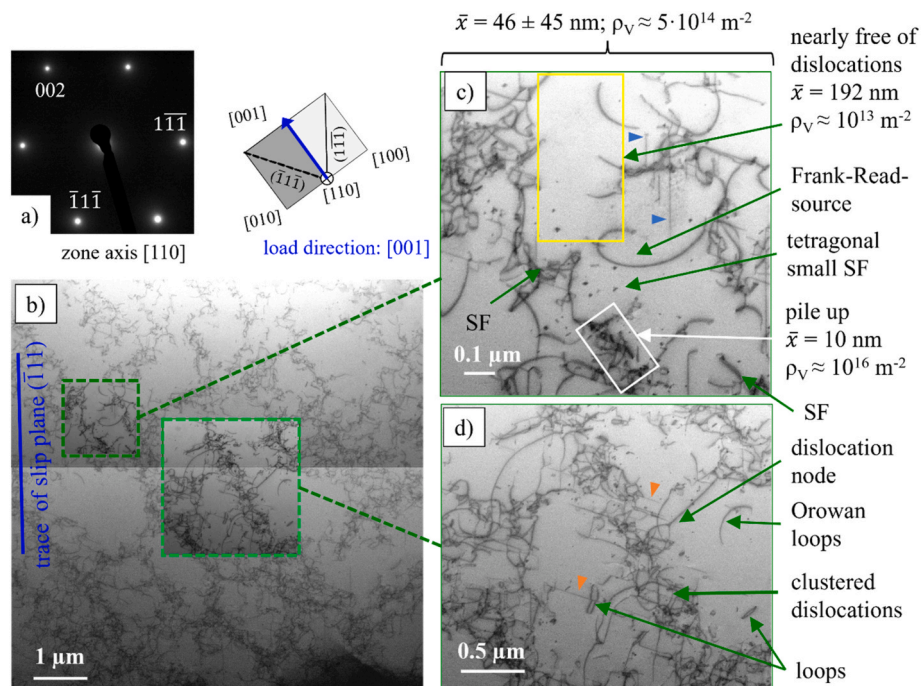 x̄ = 46 ± 45 nm; ρV ≈ 5·10¹⁴ m⁻²
002
11̅1̅
1̅11̅
a)
zone axis [110]
[001]
(1̅11̅)
(11̅1̅)
[100]
[110]
[010]
load direction: [001]
c)
nearly free of
dislocations
x̄ = 192 nm
ρV ≈ 10¹³ m⁻²
Frank-Read-
source
tetragonal
small SF
SF
pile up
x̄ = 10 nm
ρV ≈ 10¹⁶ m⁻²
0.1 µm
SF
b)
trace of slip plane (1̅11)
1 µm
d)
dislocation
node
Orowan
loops
clustered
dislocations
loops
0.5 µm